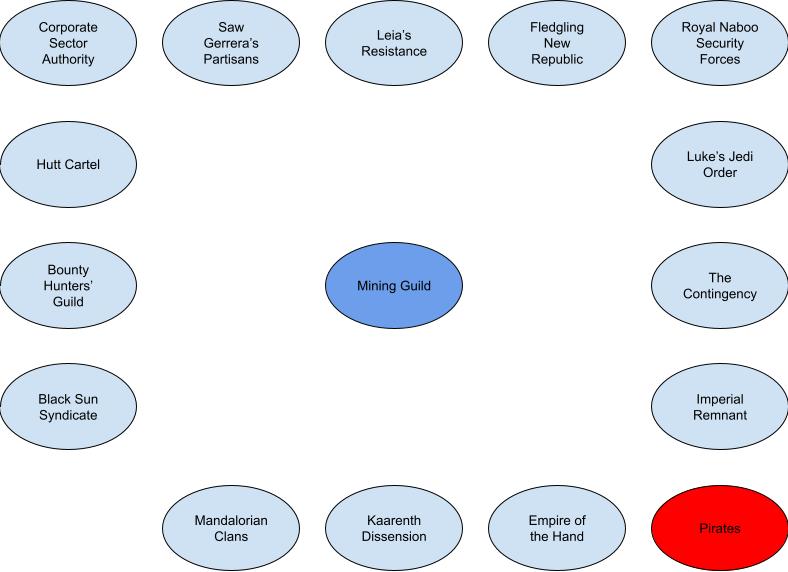 Corporate
Sector
Authority
Saw
Gerrera's
Partisans
Leia's
Resistance
Fledgling
New
Republic
Royal Naboo
Security
Forces
Hutt Cartel
Luke's Jedi
Order
Bounty
Hunters'
Guild
Mining Guild
The
Contingency
Black Sun
Syndicate
Imperial
Remnant
Mandalorian
Clans
Kaarenth
Dissension
Empire of
the Hand
Pirates